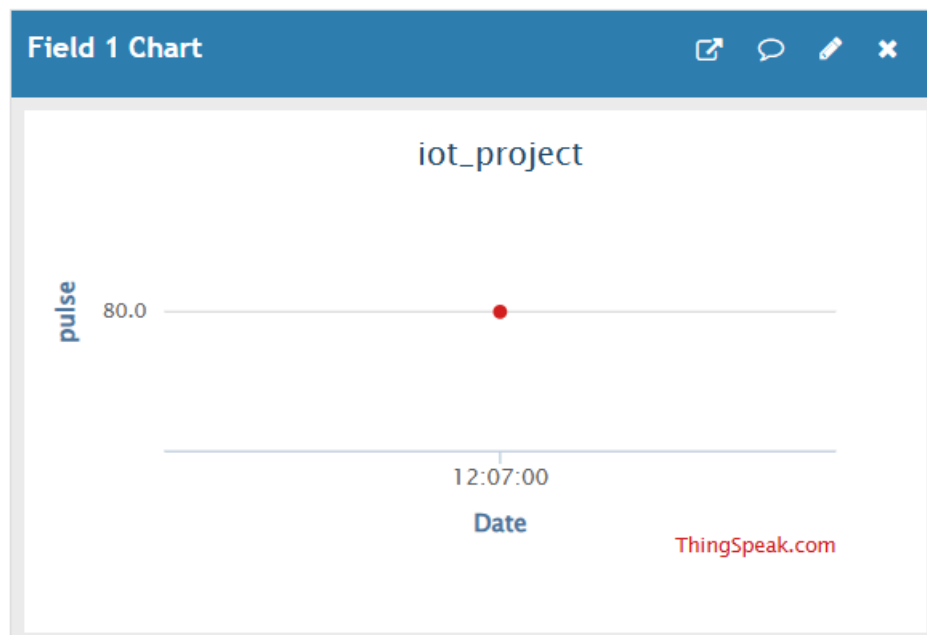 Field 1 Chart
iot_project
pulse
80.0
12:07:00
Date
ThingSpeak.com